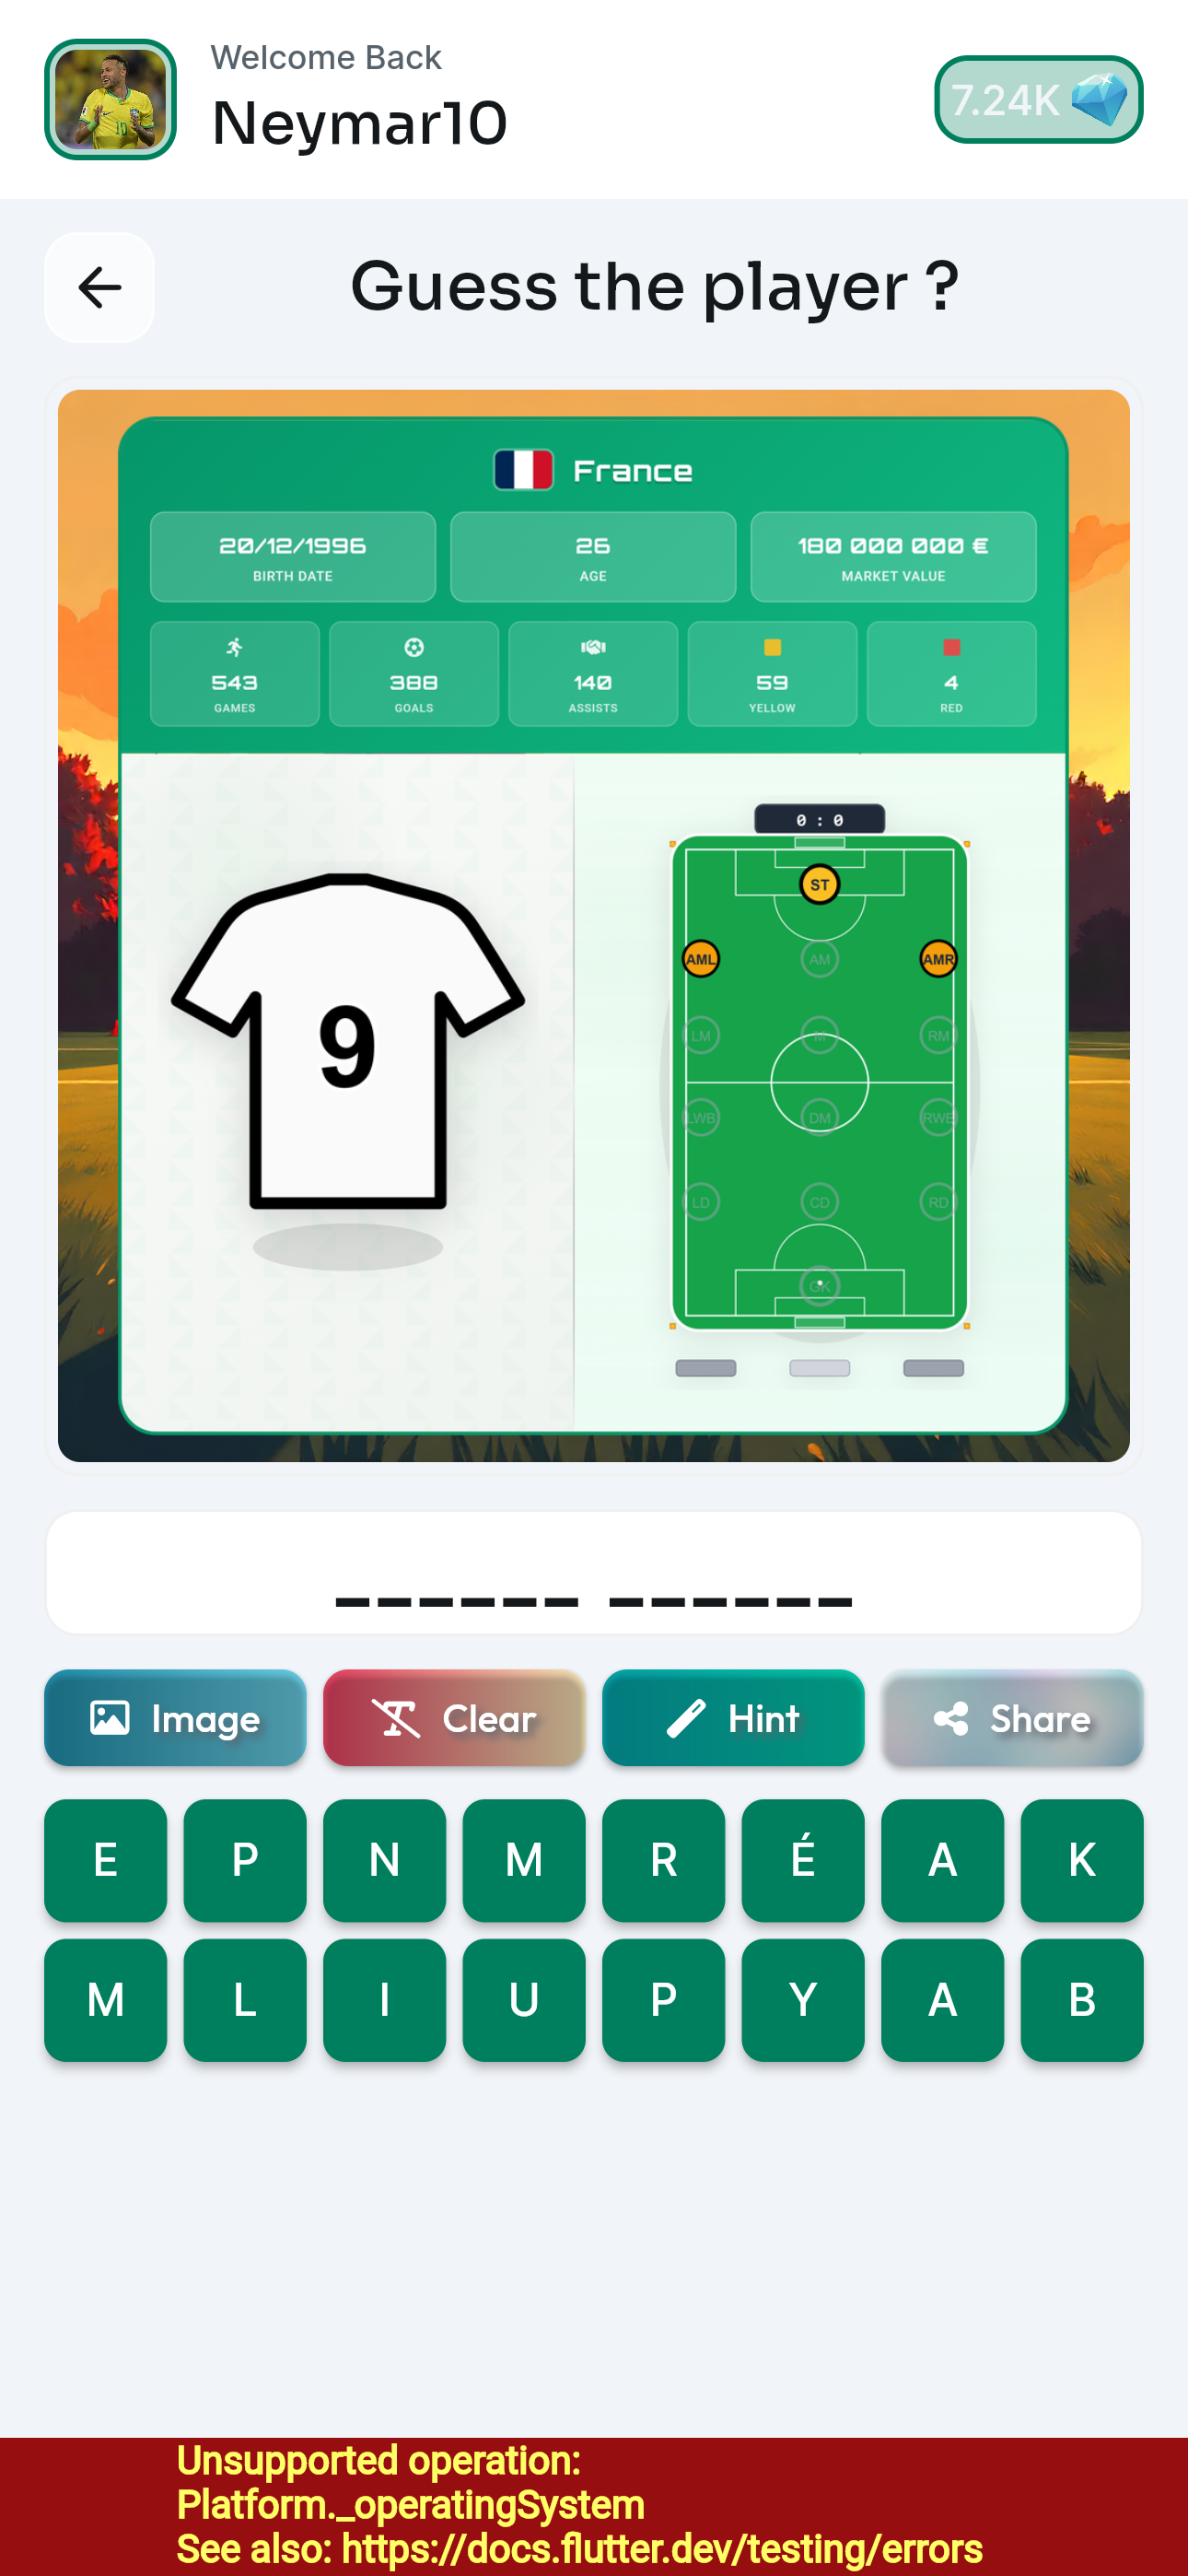 Welcome Back
Neymar10
7.24K
Guess the player ?
France
20/12/1996
BIRTH DATE
26
AGE
180 000 000 €
MARKET VALUE
543
GAMES
388
GOALS
140
ASSISTS
59
YELLOW
4
RED
9
0 : 0
ST
AML
AM
AMR
LM
M
RM
LWB
DM
RWB
LD
CD
RD
GK
Image
Clear
Hint
Share
E P N M R É A K
M L I U P Y A B
Unsupported operation:
Platform._operatingSystem
See also: https://docs.flutter.dev/testing/errors